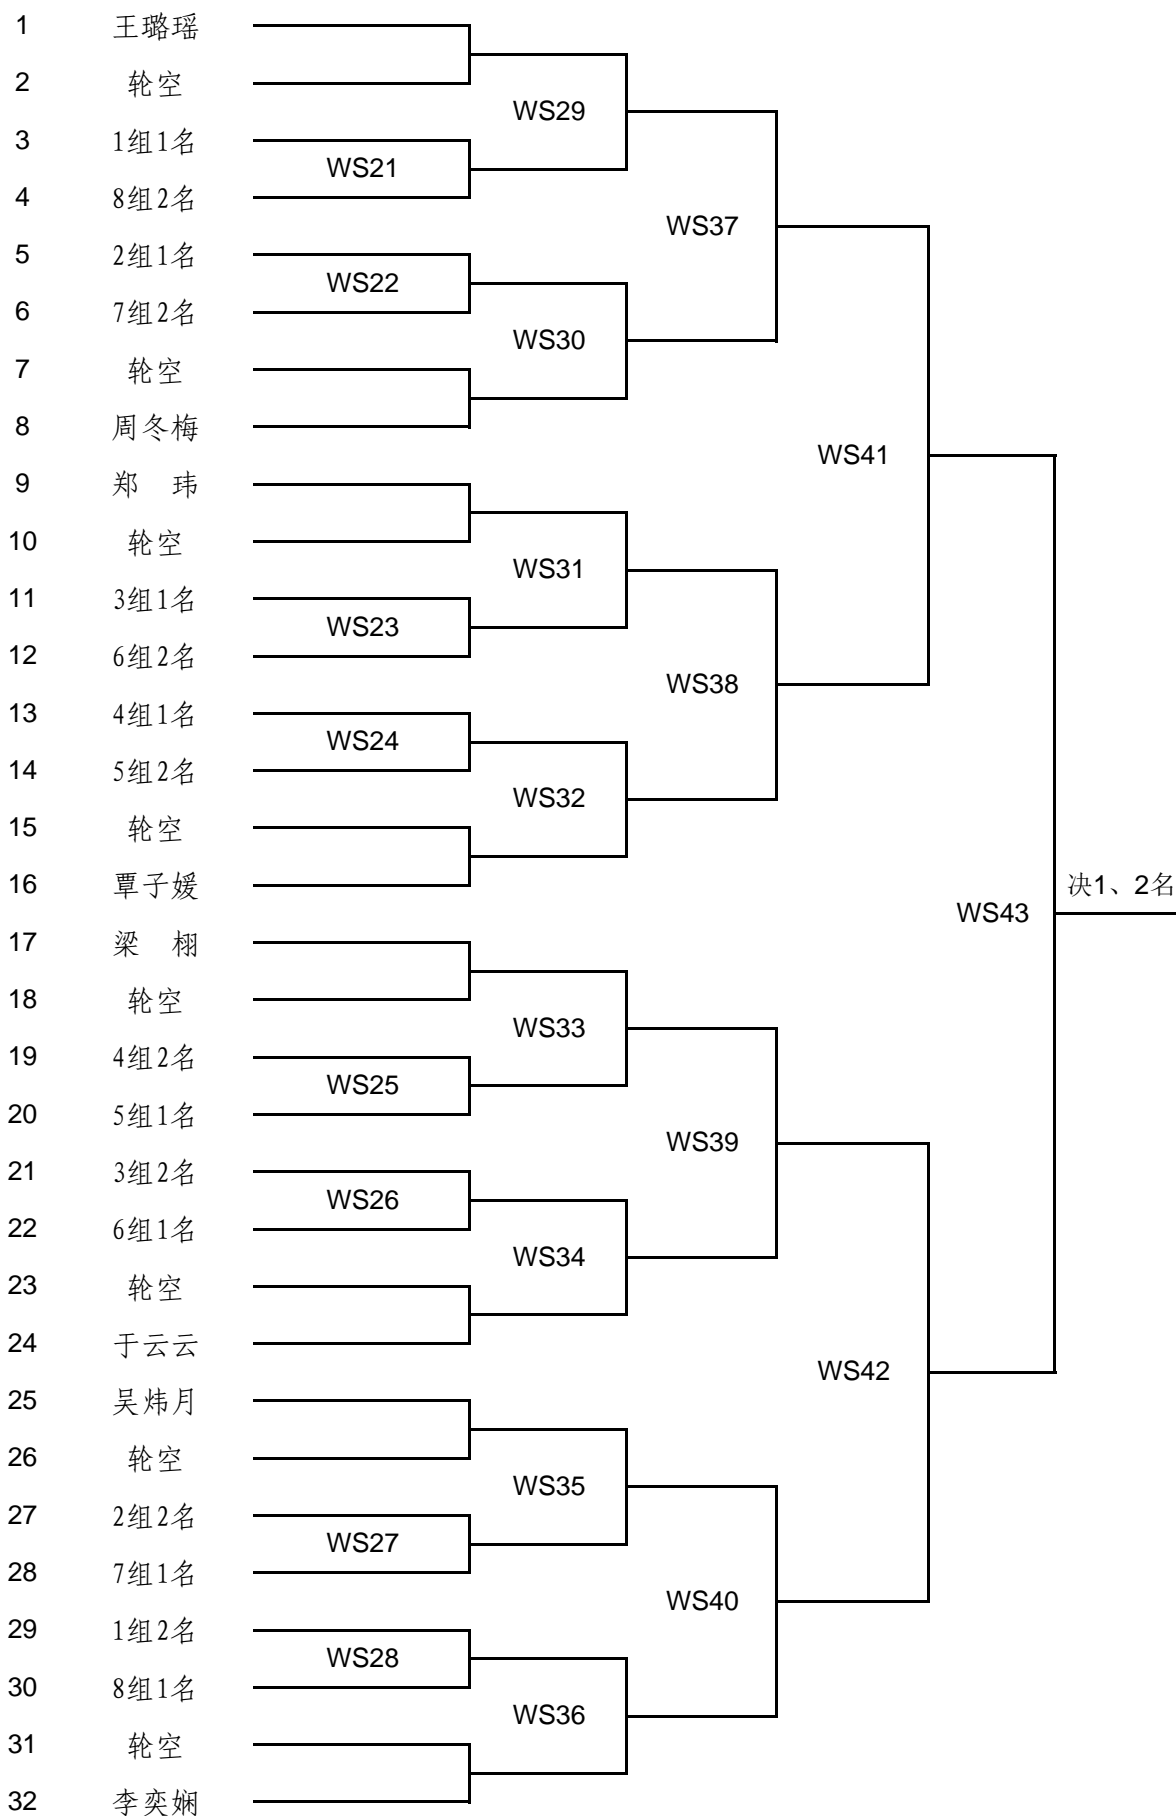 1 王璐瑶
2 轮空
WS29
3 1组1名
WS21
4 8组2名
WS37
5 2组1名
WS22
6 7组2名
WS30
7 轮空
8 周冬梅
WS41
9 郑 玮
10 轮空
WS31
11 3组1名
WS23
12 6组2名
WS38
13 4组1名
WS24
14 5组2名
WS32
15 轮空
16 覃子媛
决1、2名
WS43
17 梁 栩
18 轮空
WS33
19 4组2名
WS25
20 5组1名
WS39
21 3组2名
WS26
22 6组1名
WS34
23 轮空
24 于云云
WS42
25 吴炜月
26 轮空
WS35
27 2组2名
WS27
28 7组1名
WS40
29 1组2名
WS28
30 8组1名
WS36
31 轮空
32 李奕娴